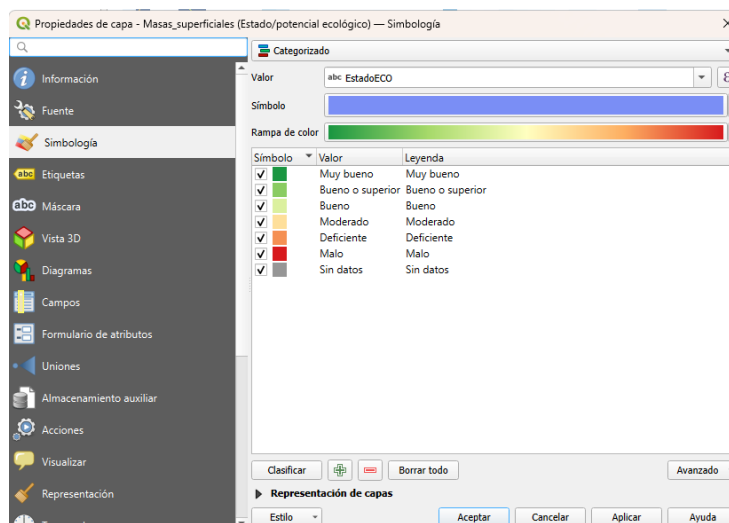 Propiedades de capa - Masas_superficiales (Estado/potencial ecológico) — Simbología
Categorizado
Información
Fuente
Simbología
abc Etiquetas
abc Máscara
Vista 3D
Diagramas
Campos
Formulario de atributos
Uniones
Almacenamiento auxiliar
Acciones
Visualizar
Representación
Valor
abc EstadoECO
Símbolo
Rampa de color
Símbolo Valor Leyenda
Muy bueno Muy bueno
Bueno o superior Bueno o superior
Bueno Bueno
Moderado Moderado
Deficiente Deficiente
Malo Malo
Sin datos Sin datos
Clasificar Borrar todo Avanzado
Representación de capas
Estilo Aceptar Cancelar Aplicar Ayuda